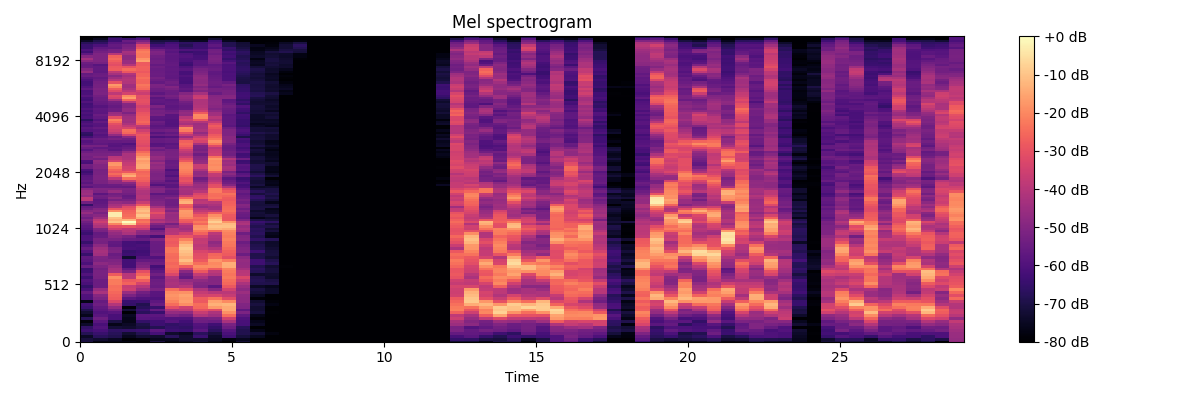 Mel spectrogram
8192
4096
2048
1024
512
0
Hz
0 5 10 15 20 25
Time
+0 dB
-10 dB
-20 dB
-30 dB
-40 dB
-50 dB
-60 dB
-70 dB
-80 dB